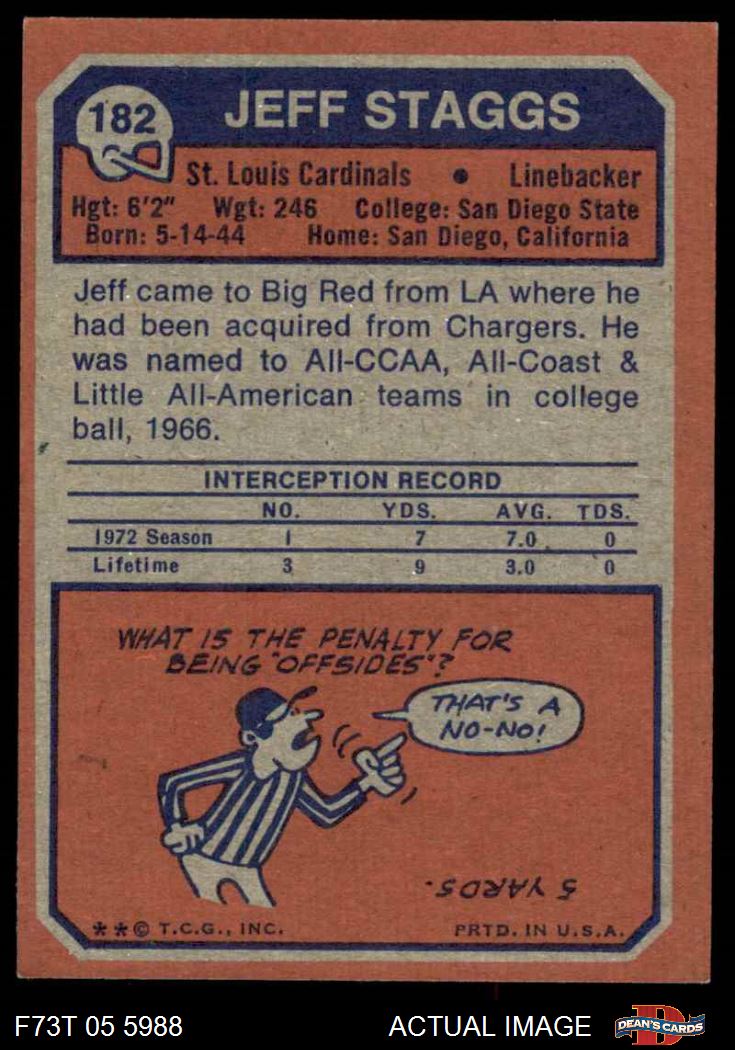 182
JEFF STAGGS
St. Louis Cardinals • Linebacker
Hgt: 6'2" Wgt: 246 College: San Diego State
Born: 5-14-44 Home: San Diego, California
Jeff came to Big Red from LA where he
had been acquired from Chargers. He
was named to All-CCAA, All-Coast &
Little All-American teams in college
ball, 1966.
INTERCEPTION RECORD
NO. YDS. AVG. TDS.
1972 Season 1 7 7.0 0
Lifetime 3 9 3.0 0
WHAT IS THE PENALTY FOR
BEING "OFFSIDES"?
THAT'S A
NO-NO!
5 YARDS.
**© T.C.G., INC. PRTD. IN U.S.A.
F73T 05 5988 ACTUAL IMAGE
D
DEAN'S CARDS